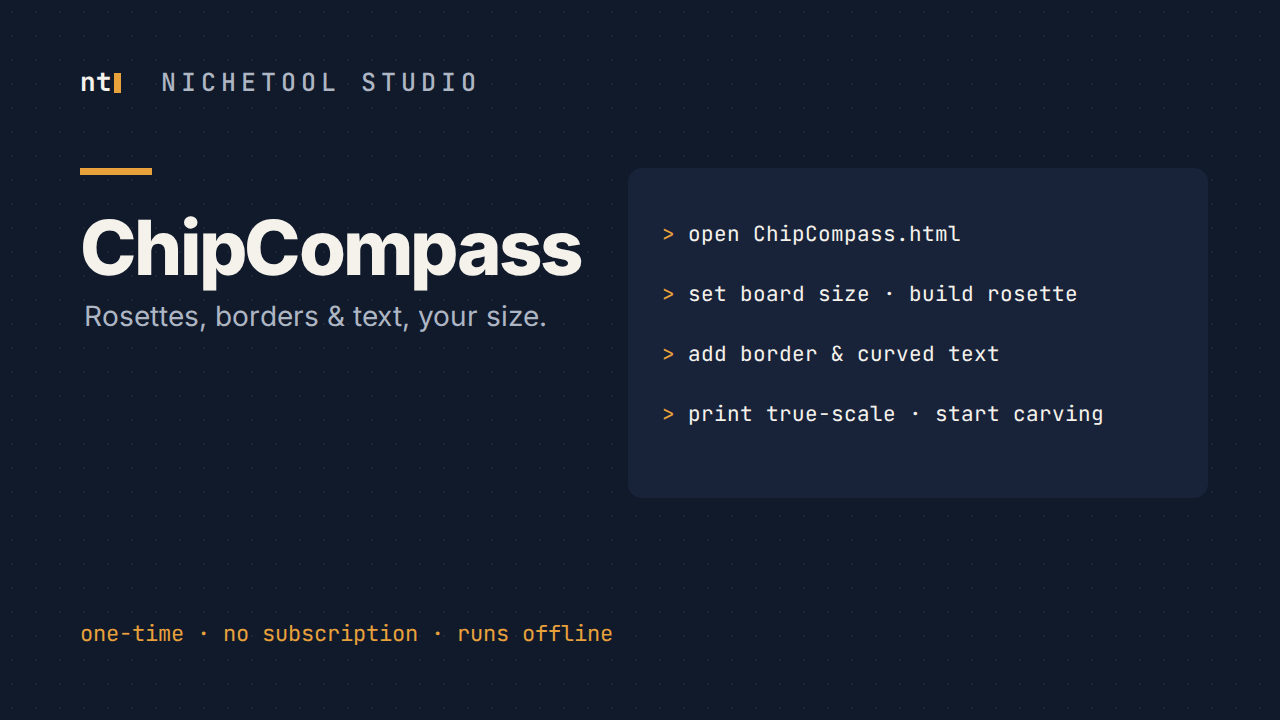 nt NICHETOOL STUDIO
ChipCompass
Rosettes, borders & text, your size.
> open ChipCompass.html
> set board size · build rosette
> add border & curved text
> print true-scale · start carving
one-time · no subscription · runs offline